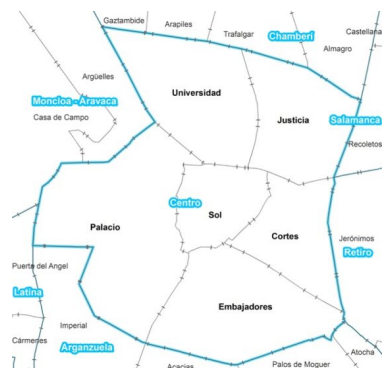 Gaztambide
Arapiles
Trafalgar
Chamberí
Castellana
Almagro
Argüelles
Universidad
Moncloa - Aravaca
Casa de Campo
Justicia
Salamanca
Recoletos
Centro
Sol
Palacio
Cortes
Jerónimos
Retiro
Puerta del Angel
Latina
Embajadores
Imperial
Cármenes
Arganzuela
Atocha
Acacias
Palos de Moguer